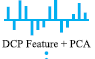 DCP Feature + PCA